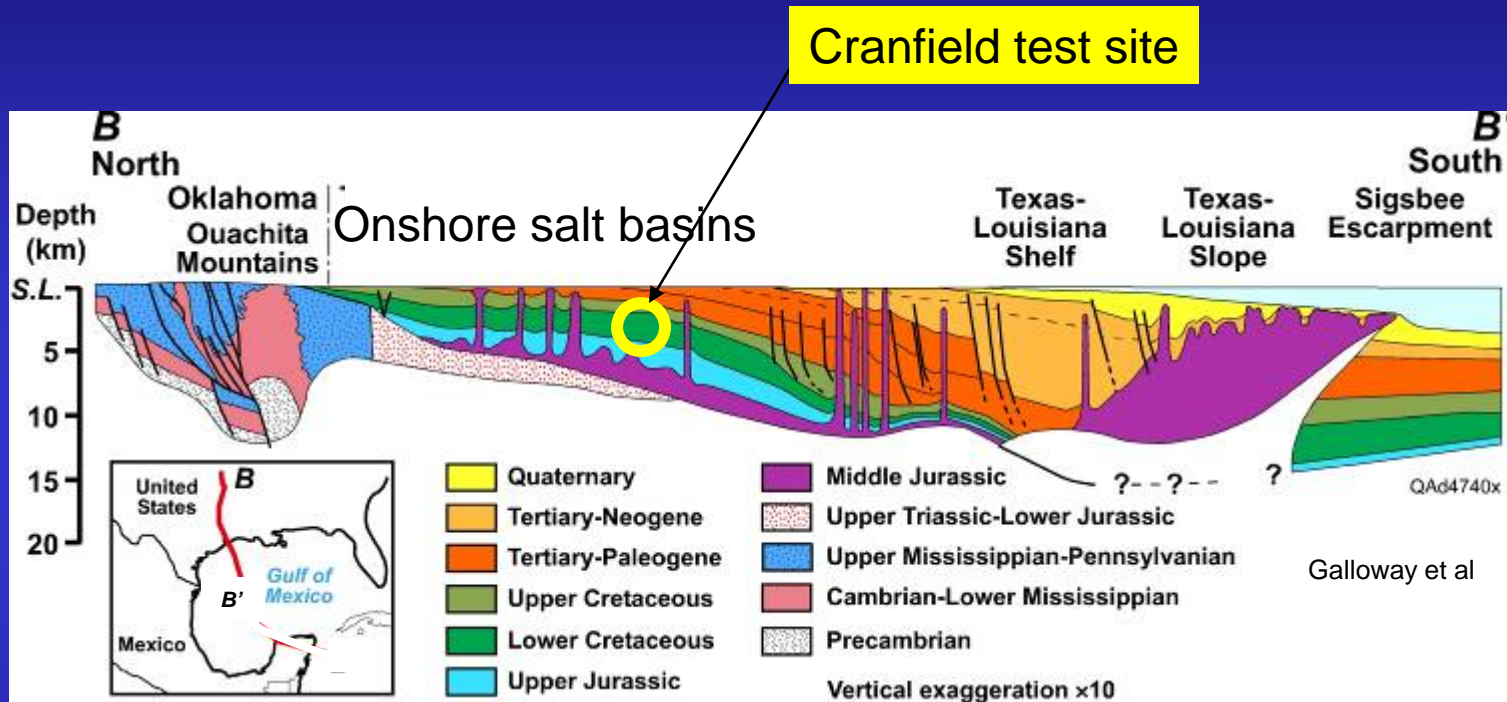 Cranfield test site
B
North
B'
South
Depth
(km)
Oklahoma
Ouachita
Mountains
Onshore salt basins
Texas-
Louisiana
Shelf
Texas-
Louisiana
Slope
Sigsbee
Escarpment
S.L.
5
10
15
20
?--?--
?
QAd4740x
United
States
B
Gulf of
Mexico
B'
Mexico
Quaternary
Tertiary-Neogene
Tertiary-Paleogene
Upper Cretaceous
Lower Cretaceous
Upper Jurassic
Middle Jurassic
Upper Triassic-Lower Jurassic
Upper Mississippian-Pennsylvanian
Cambrian-Lower Mississippian
Precambrian
Vertical exaggeration ×10
Galloway et al